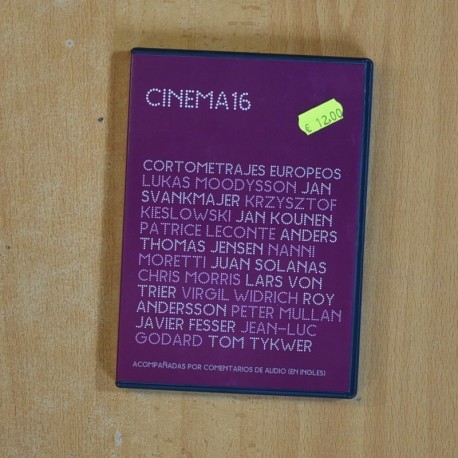 CINEMA16
€ 12,00
CORTOMETRAJES EUROPEOS
LUKAS MOODYSSON JAN
SVANKMAJER KRZYSZTOF
KIESLOWSKI JAN KOUNEN
PATRICE LECONTE ANDERS
THOMAS JENSEN NANNI
MORETTI JUAN SOLANAS
CHRIS MORRIS LARS VON
TRIER VIRGIL WIDRICH ROY
ANDERSSON PETER MULLAN
JAVIER FESSER JEAN-LUC
GODARD TOM TYKWER
ACOMPAÑADAS POR COMENTARIOS DE AUDIO (EN INGLES)